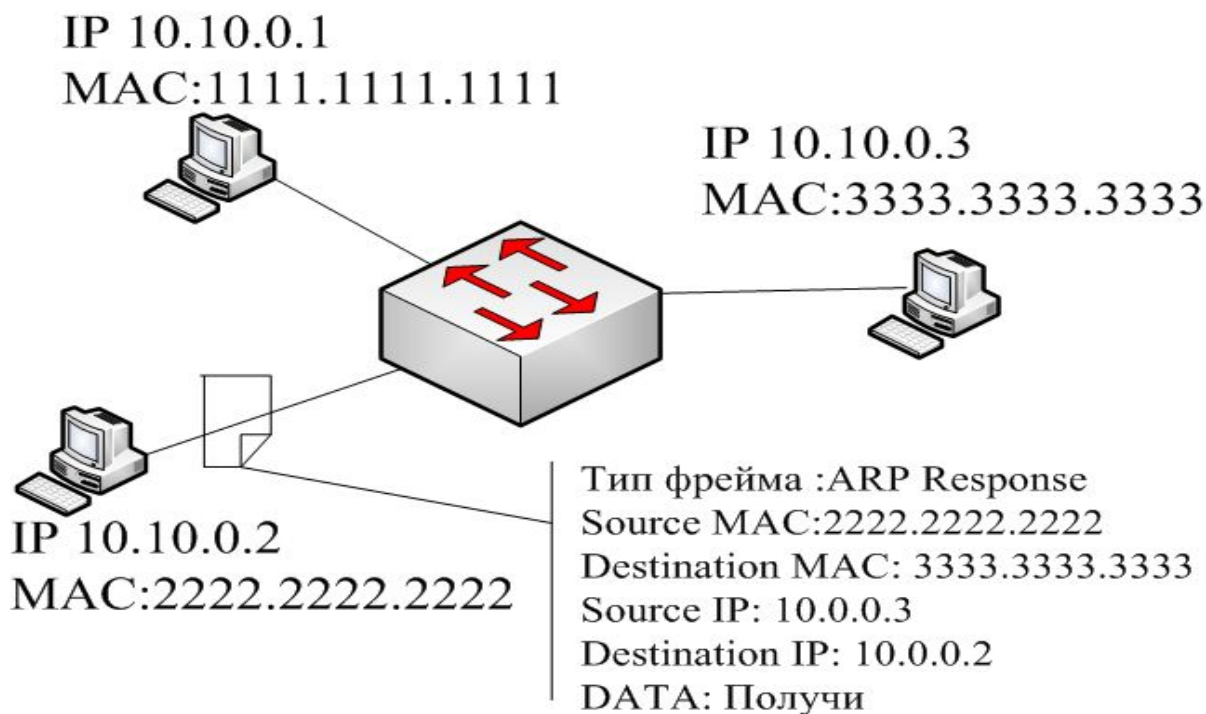 IP 10.10.0.1
MAC:1111.1111.1111
IP 10.10.0.3
MAC:3333.3333.3333
IP 10.10.0.2
MAC:2222.2222.2222
Тип фрейма :ARP Response
Source MAC:2222.2222.2222
Destination MAC: 3333.3333.3333
Source IP: 10.0.0.3
Destination IP: 10.0.0.2
DATA: Получи